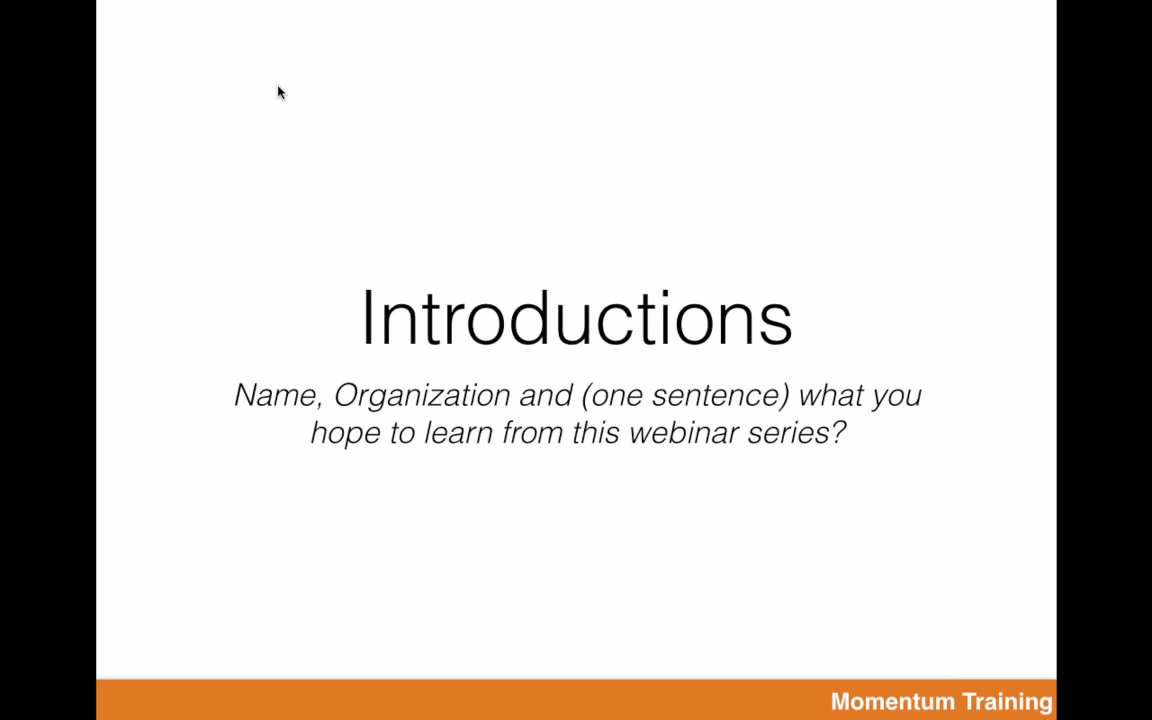 Introductions
Name, Organization and (one sentence) what you
hope to learn from this webinar series?
Momentum Training